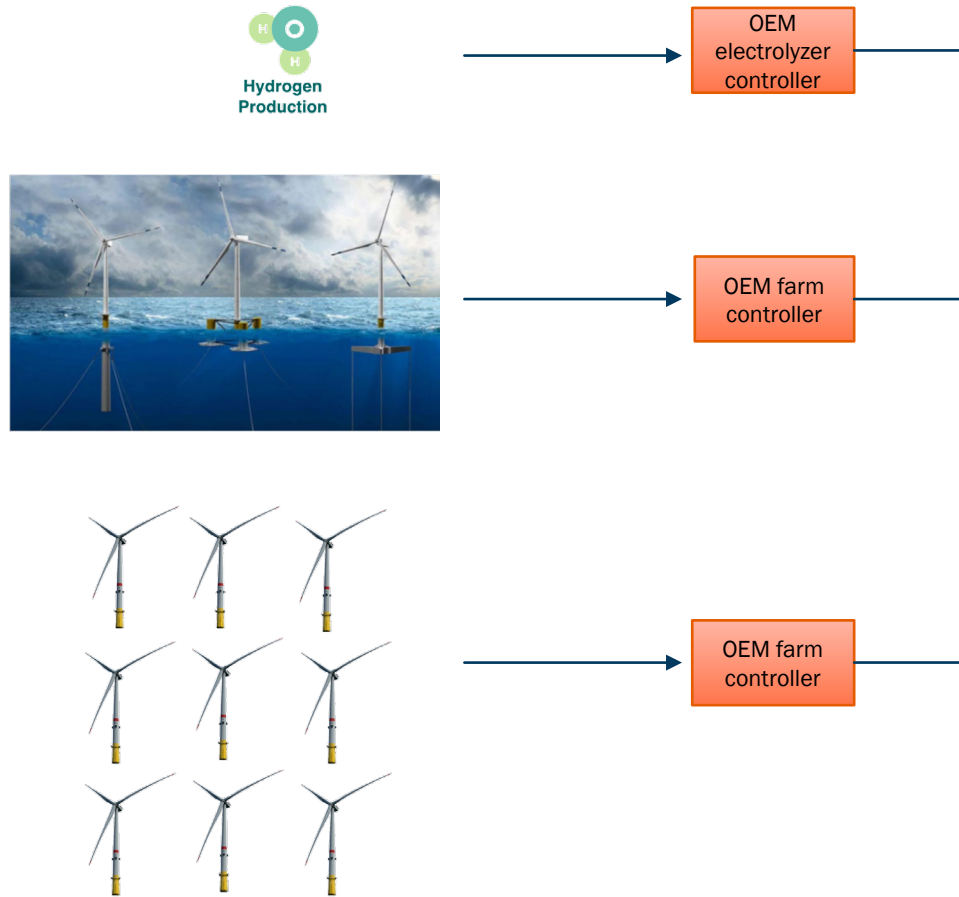 H
O
H
Hydrogen
Production
OEM
electrolyzer
controller
OEM farm
controller
OEM farm
controller